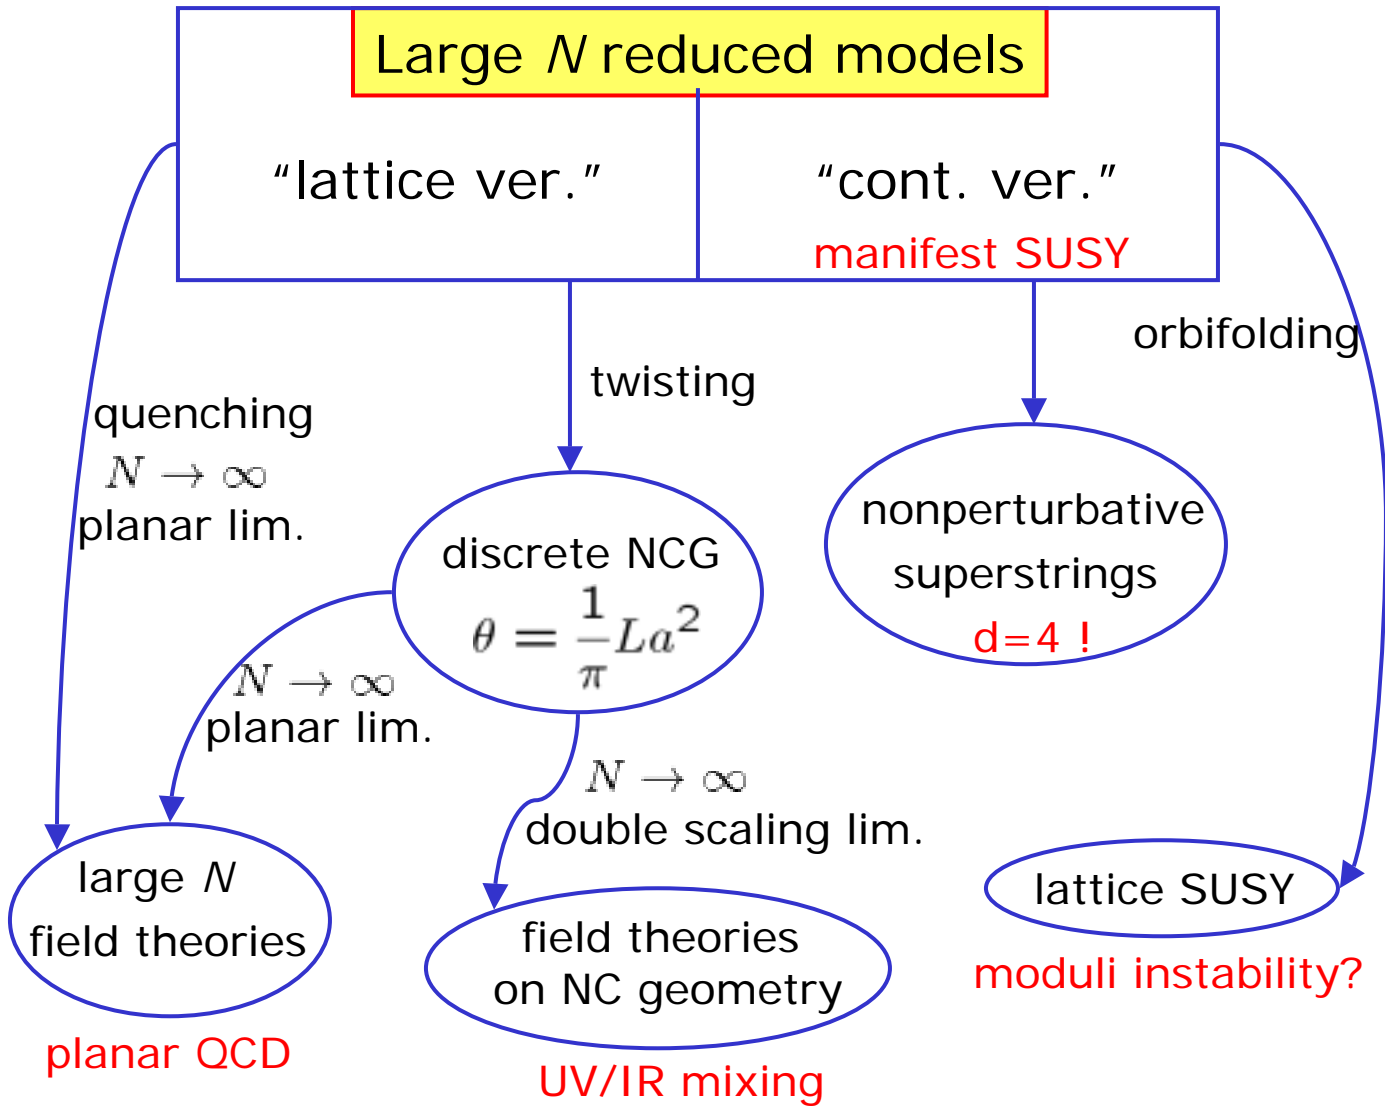 Large N reduced models
"lattice ver."
"cont. ver."
manifest SUSY
orbifolding
twisting
quenching
N → ∞
planar lim.
nonperturbative
superstrings
d=4 !
discrete NCG
θ = 1/π La²
N → ∞
planar lim.
N → ∞
double scaling lim.
large N
field theories
planar QCD
field theories
on NC geometry
UV/IR mixing
lattice SUSY
moduli instability?